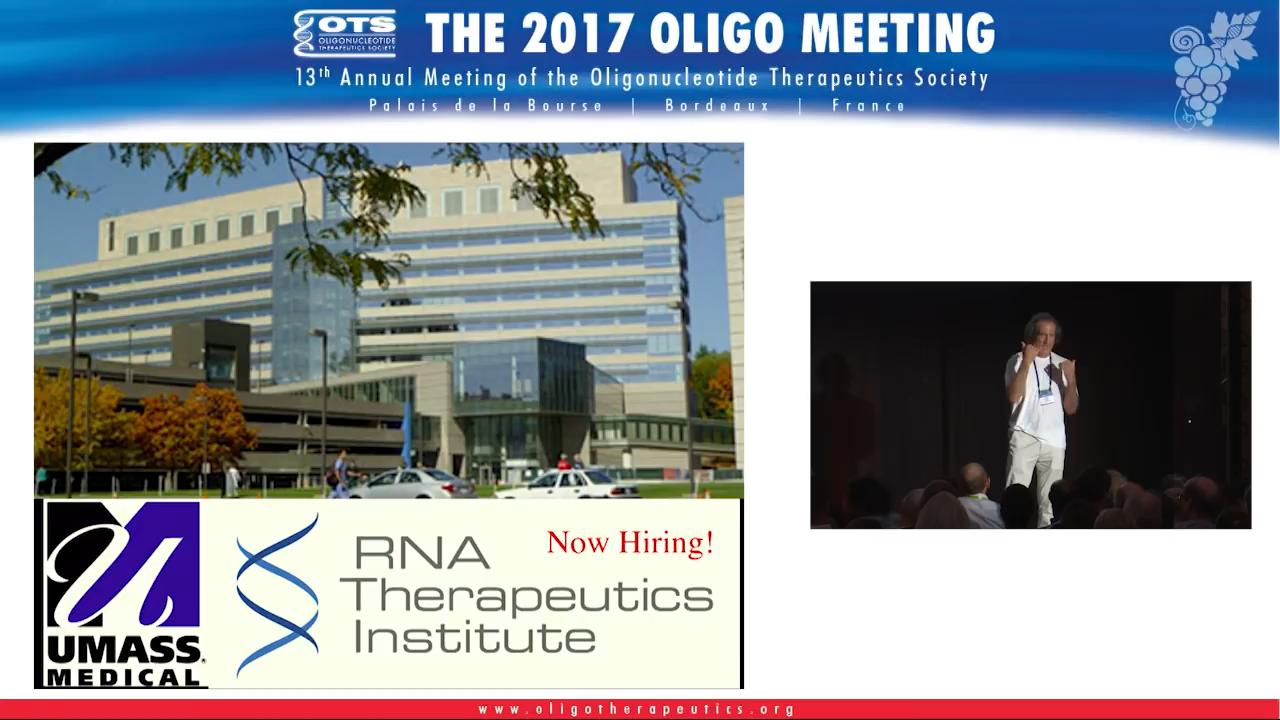 OTS
OLIGONUCLEOTIDE
THERAPEUTICS SOCIETY
THE 2017 OLIGO MEETING
13th Annual Meeting of the Oligonucleotide Therapeutics Society
Palais de la Bourse | Bordeaux | France
Now Hiring!
RNA
Therapeutics
Institute
UMASS
MEDICAL
www.oligotherapeutics.org